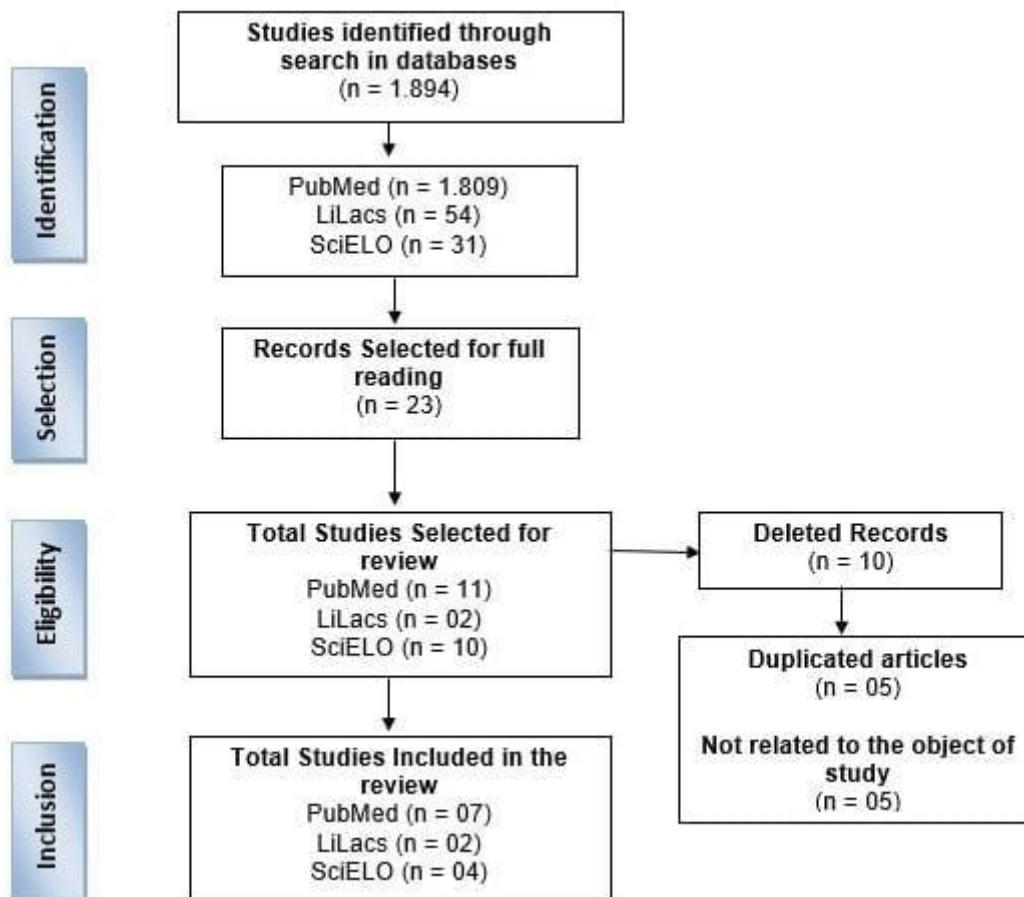 Identification
Studies identified through
search in databases
(n = 1.894)
PubMed (n = 1.809)
LiLacs (n = 54)
SciELO (n = 31)
Selection
Records Selected for full
reading
(n = 23)
Eligibility
Total Studies Selected for
review
PubMed (n = 11)
LiLacs (n = 02)
SciELO (n = 10)
Deleted Records
(n = 10)
Duplicated articles
(n = 05)
Not related to the object of
study
(n = 05)
Inclusion
Total Studies Included in the
review
PubMed (n = 07)
LiLacs (n = 02)
SciELO (n = 04)